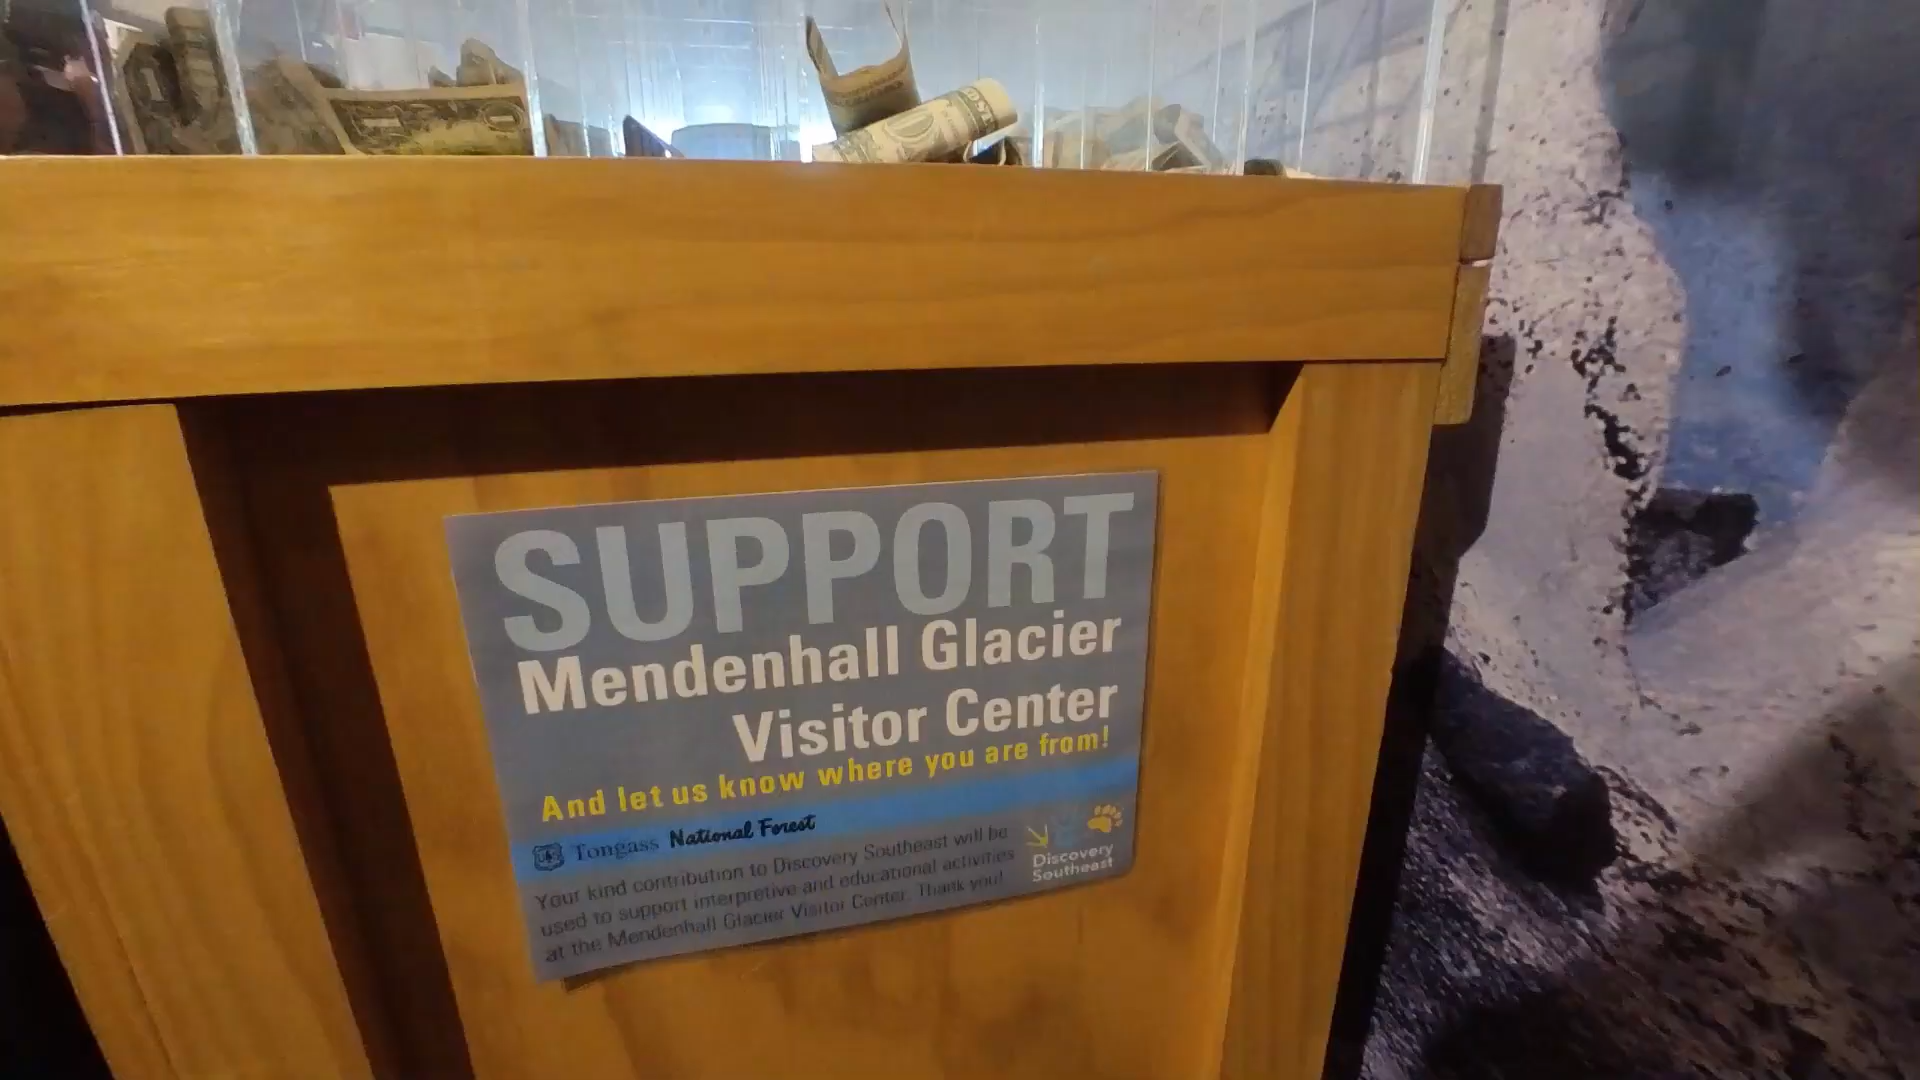 SUPPORT
Mendenhall Glacier
Visitor Center
And let us know where you are from!
Tongass National Forest
Your kind contribution to Discovery Southeast will be
used to support interpretive and educational activities
at the Mendenhall Glacier Visitor Center. Thank you!
Discovery
Southeast